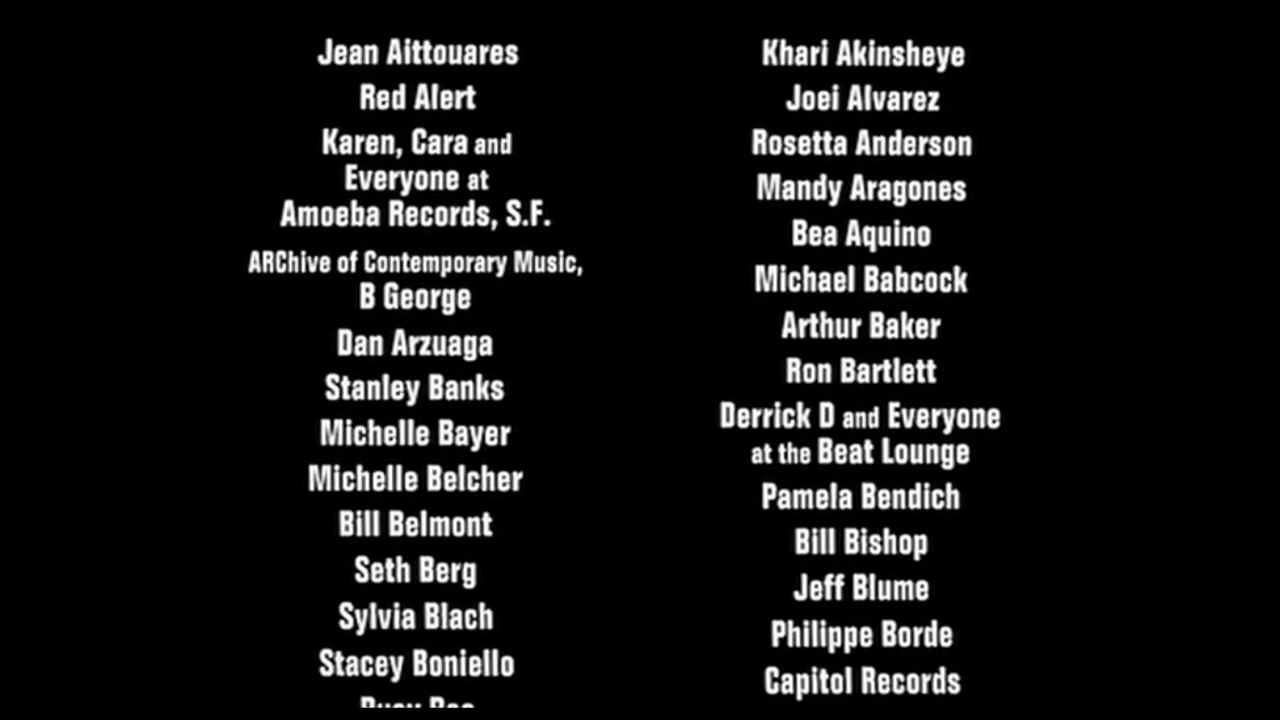 Jean Aittouares
Red Alert
Karen, Cara and
Everyone at
Amoeba Records, S.F.
ARChive of Contemporary Music,
B George
Dan Arzuaga
Stanley Banks
Michelle Bayer
Michelle Belcher
Bill Belmont
Seth Berg
Sylvia Blach
Stacey Boniello
Khari Akinsheye
Joei Alvarez
Rosetta Anderson
Mandy Aragones
Bea Aquino
Michael Babcock
Arthur Baker
Ron Bartlett
Derrick D and Everyone
at the Beat Lounge
Pamela Bendich
Bill Bishop
Jeff Blume
Philippe Borde
Capitol Records